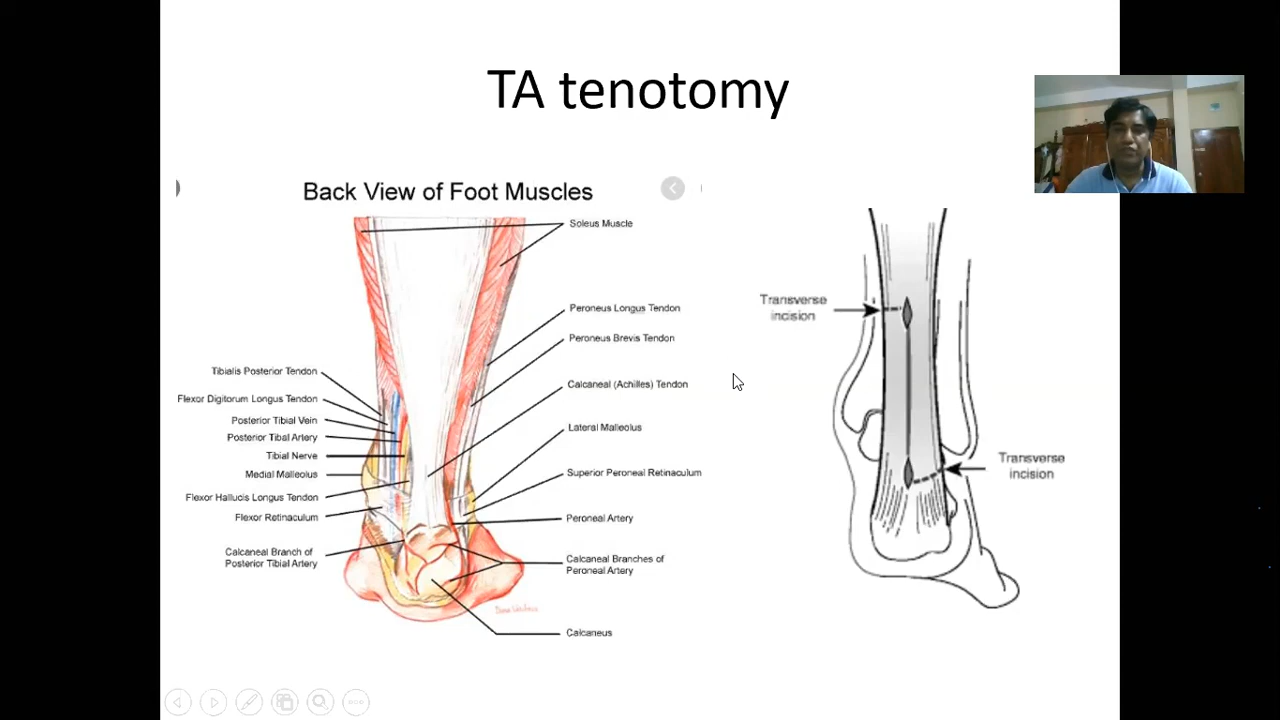 TA tenotomy
Back View of Foot Muscles
Soleus Muscle
Peroneus Longus Tendon
Peroneus Brevis Tendon
Calcaneal (Achilles) Tendon
Lateral Malleolus
Superior Peroneal Retinaculum
Peroneal Artery
Calcaneal Branches of
Peroneal Artery
Calcaneus
Tibialis Posterior Tendon
Flexor Digitorum Longus Tendon
Posterior Tibial Vein
Posterior Tibal Artery
Tibial Nerve
Medial Malleolus
Flexor Hallucis Longus Tendon
Flexor Retinaculum
Calcaneal Branch of
Posterior Tibial Artery
Transverse
incision
Transverse
incision